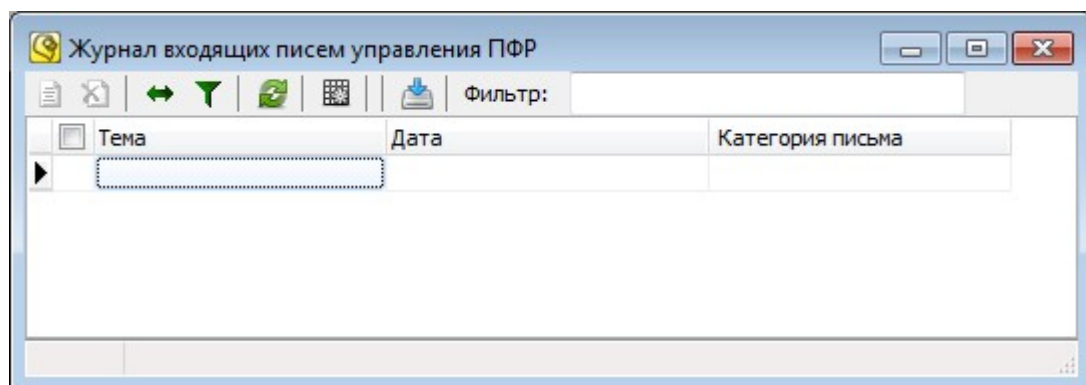 Журнал входящих писем управления ПФР
Фильтр:
Тема Дата Категория письма